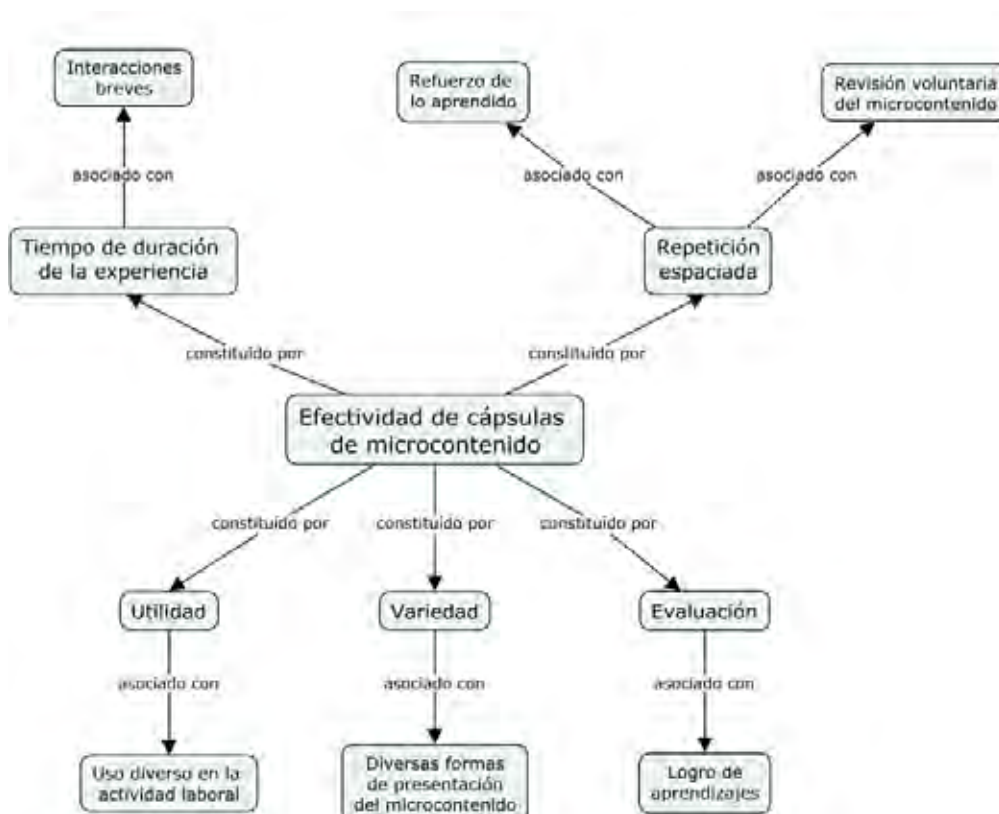 Interacciones
breves
Refuerzo de
lo aprendido
Revisión voluntaria
del microcontenido
asociado con
asociado con
asociado con
Tiempo de duración
de la experiencia
Repetición
espaciada
constituido por
constituido por
Efectividad de cápsulas
de microcontenido
constituido por
constituido por
constituido por
Utilidad
Variedad
Evaluación
asociado con
asociado con
asociado con
Uso diverso en la
actividad laboral
Diversas formas
de presentación
del microcontenido
Logro de
aprendizajes